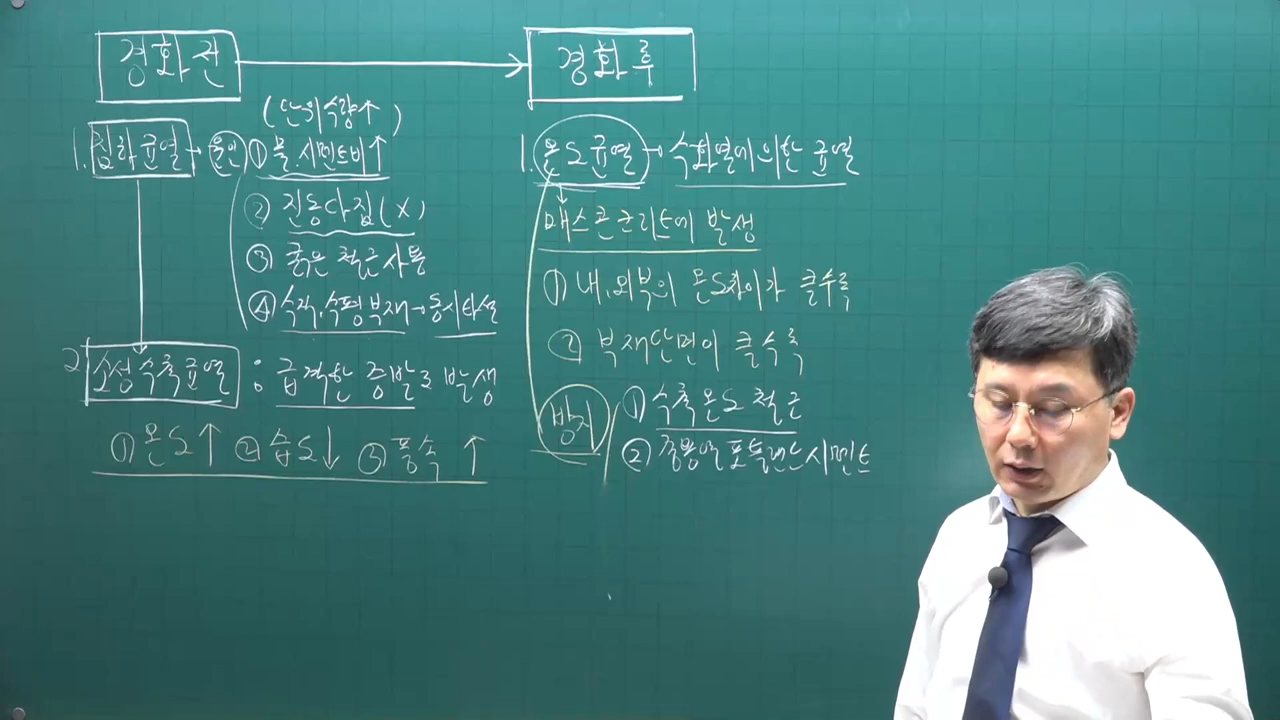 경화 전 → 경화 후
(단위수량↑)
1. 침하균열 → 원인 ① 물.시멘트비↑
② 진동다짐(X)
③ 굵은 철근 사용
④ 수직.수평부재→동시타설
2. 소성수축균열 : 급격한 증발로 발생
① 온도↑ ② 습도↓ ③ 풍속↑
1. 온도균열 → 수화열에 의한 균열
↓
매스콘크리트에 발생
① 내.외부의 온도차이가 클수록
② 부재단면이 클수록
방지 ① 수축온도 철근
② 중용열 포틀랜드시멘트